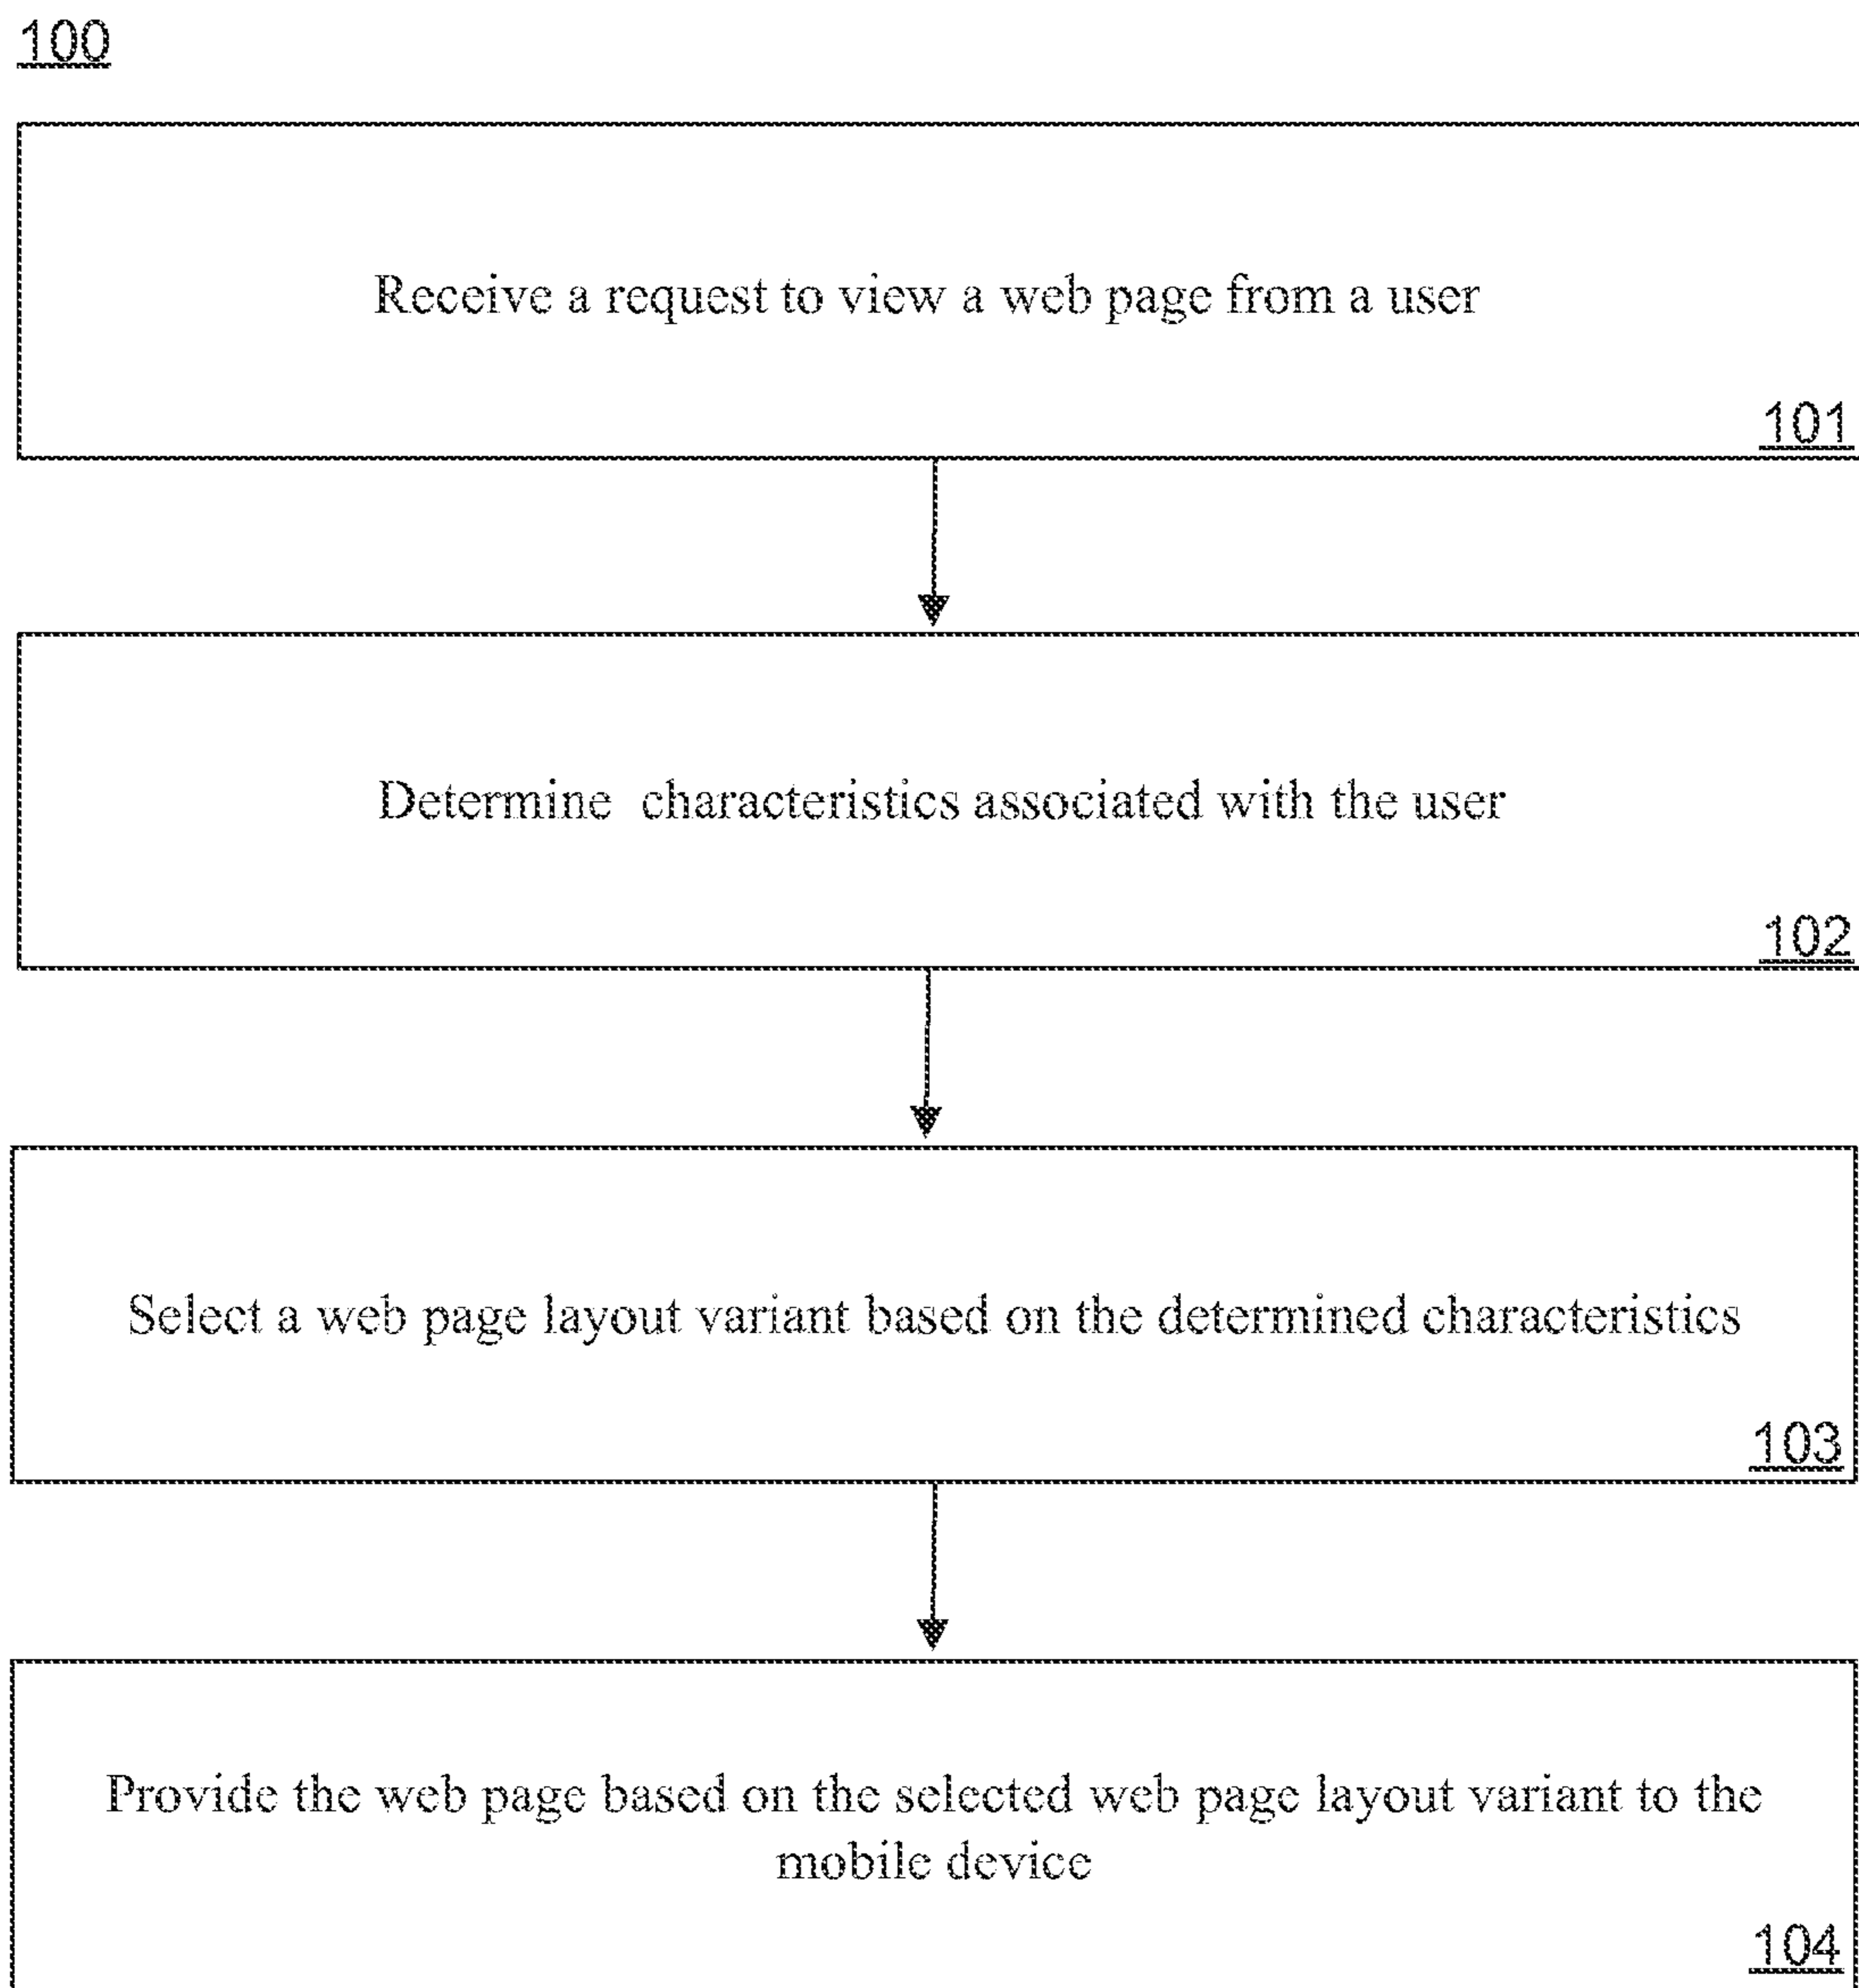 100
Receive a request to view a web page from a user
101
Determine characteristics associated with the user
102
Select a web page layout variant based on the determined characteristics
103
Provide the web page based on the selected web page layout variant to the
mobile device
104